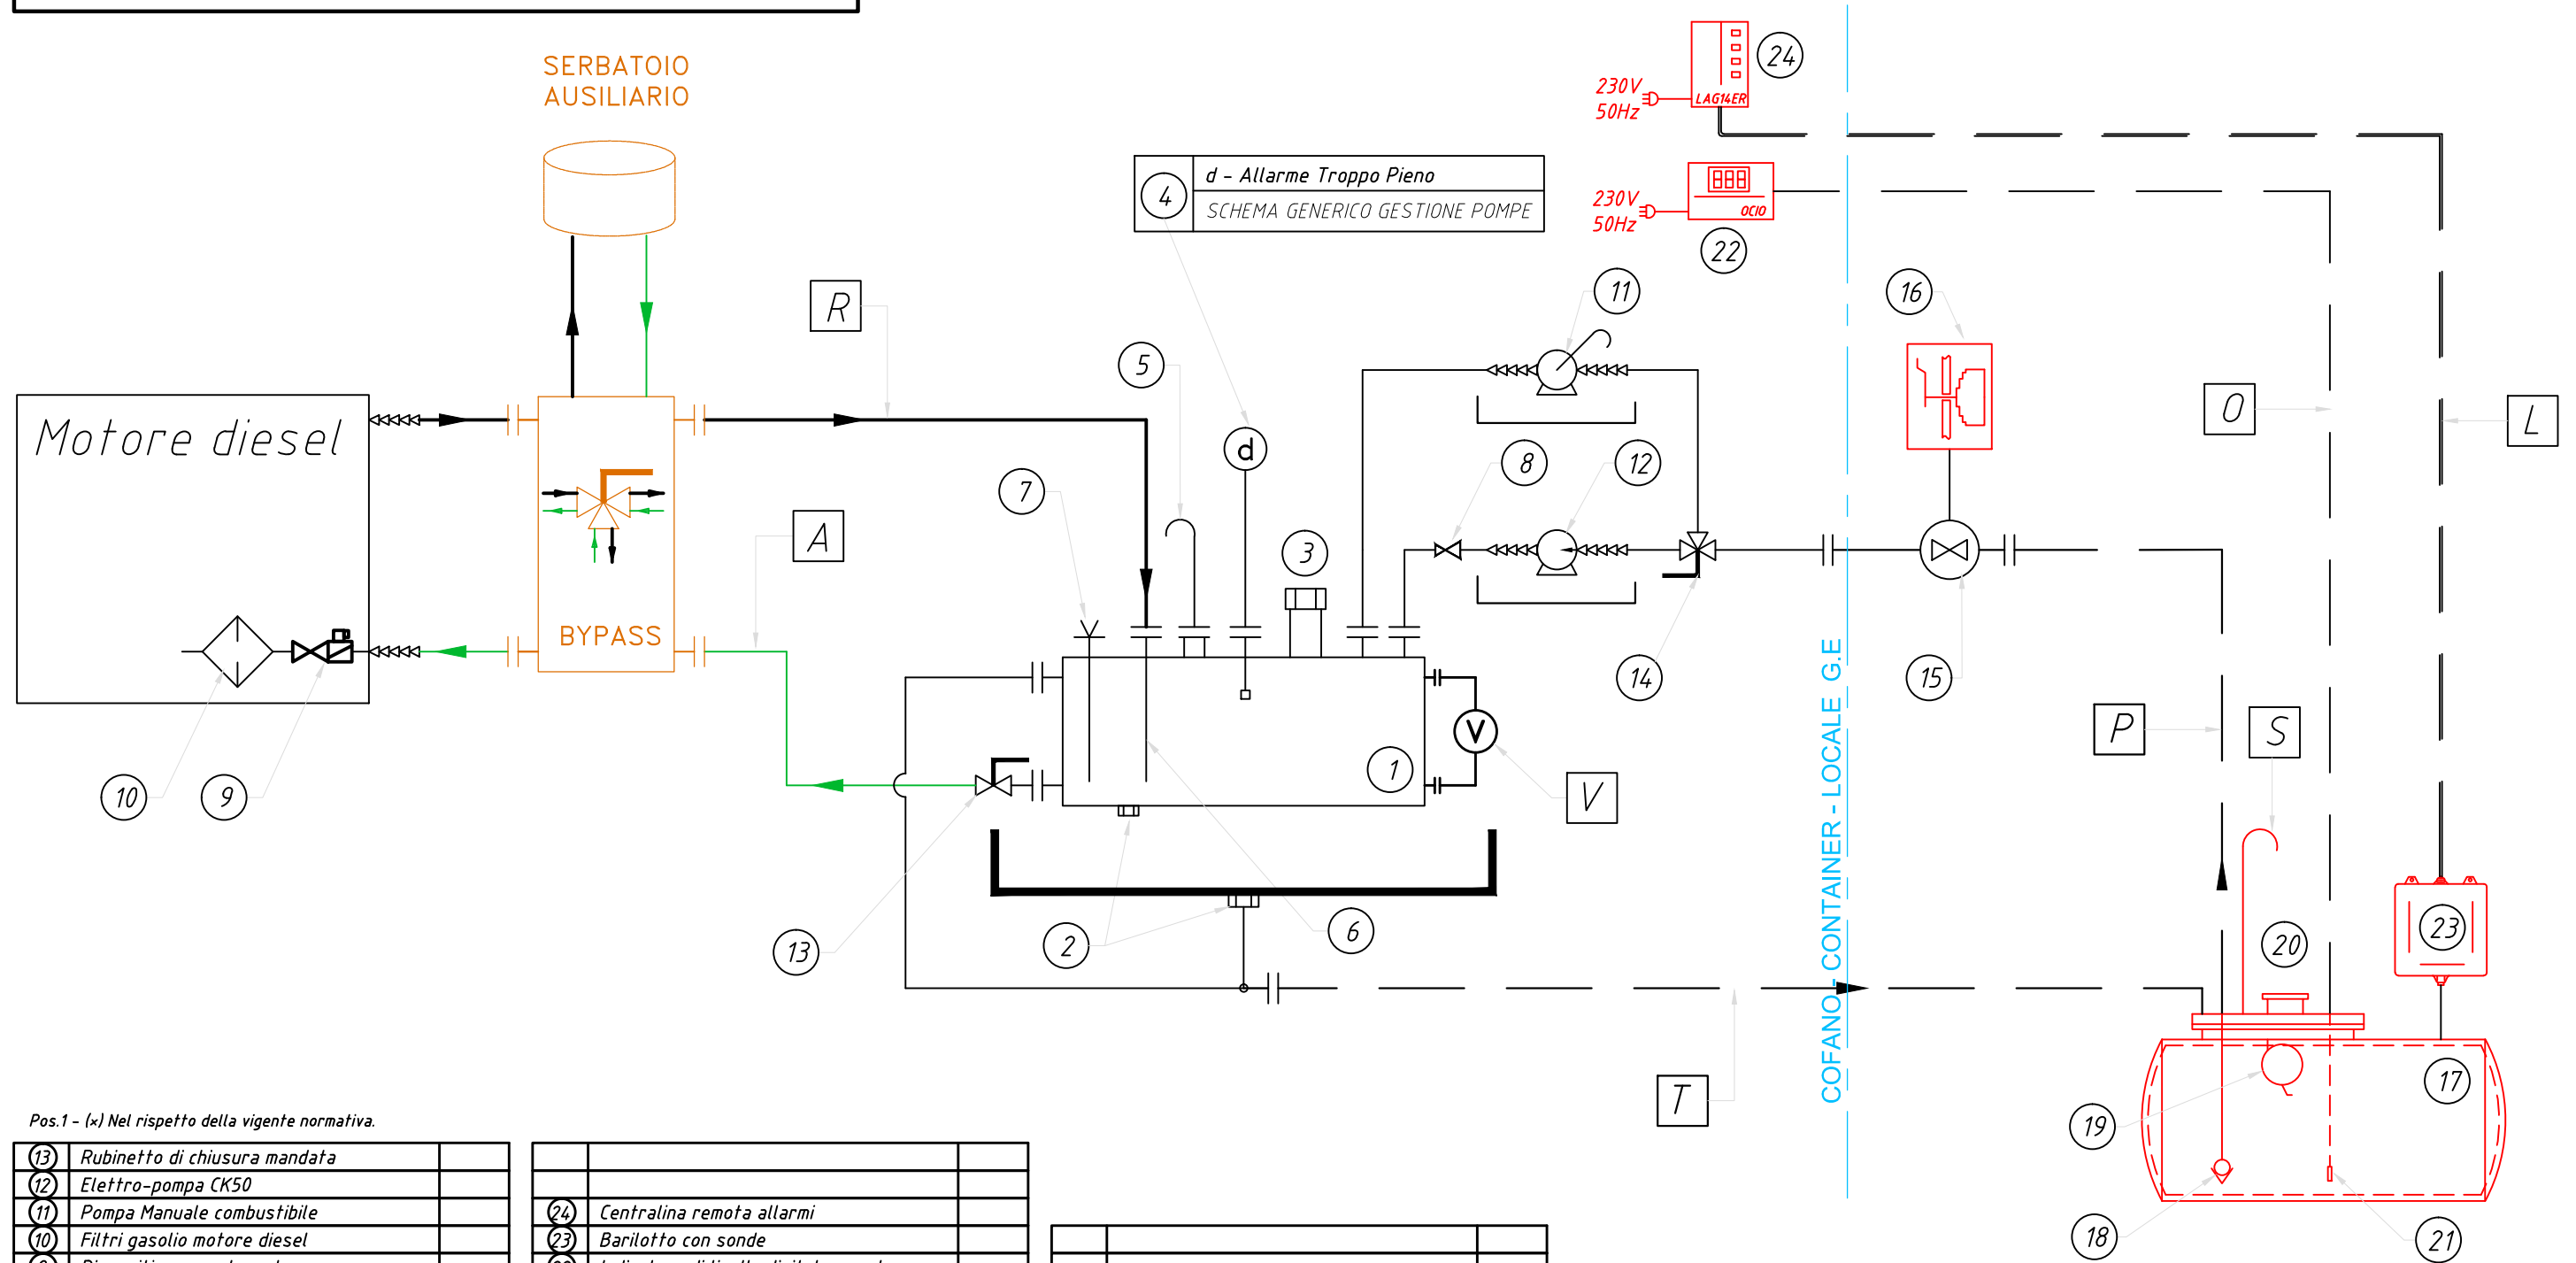 SERBATOIO
AUSILIARIO
24
230V
50Hz
LAG14ER
4
d - Allarme Troppo Pieno
SCHEMA GENERICO GESTIONE POMPE
230V
50Hz
OCIO
22
R
11
16
5
O
L
Motore diesel
d
7
8
12
A
3
BYPASS
14
15
P
S
V
1
10
9
V
COFANO - CONTAINER - LOCALE G.E
13
2
6
20
23
T
17
19
18
21
Pos.1 - (x) Nel rispetto della vigente normativa.
13 Rubinetto di chiusura mandata
12 Elettro-pompa CK50
11 Pompa Manuale combustibile
10 Filtri gasolio motore diesel
24 Centralina remota allarmi
23 Barilotto con sonde